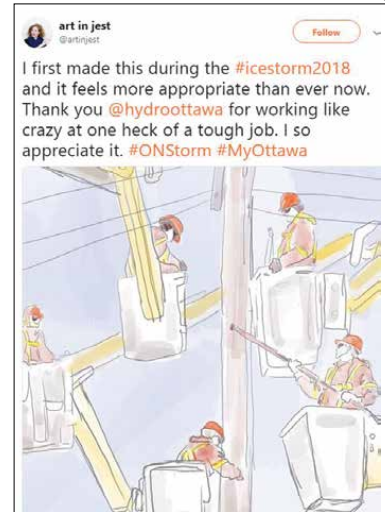 art in jest
@artinjest
Follow
I first made this during the #icestorm2018
and it feels more appropriate than ever now.
Thank you @hydroottawa for working like
crazy at one heck of a tough job. I so
appreciate it. #ONStorm #MyOttawa